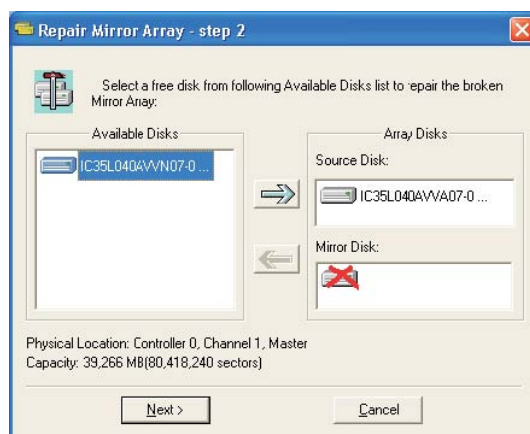 Repair Mirror Array - step 2
Select a free disk from following Available Disks list to repair the broken
Mirror Array:
Available Disks
IC35L040AVVN07-0 ...
Array Disks
Source Disk:
IC35L040AVVA07-0 ...
Mirror Disk:
Physical Location: Controller 0, Channel 1, Master
Capacity: 39,266 MB(80,418,240 sectors)
Next >
Cancel